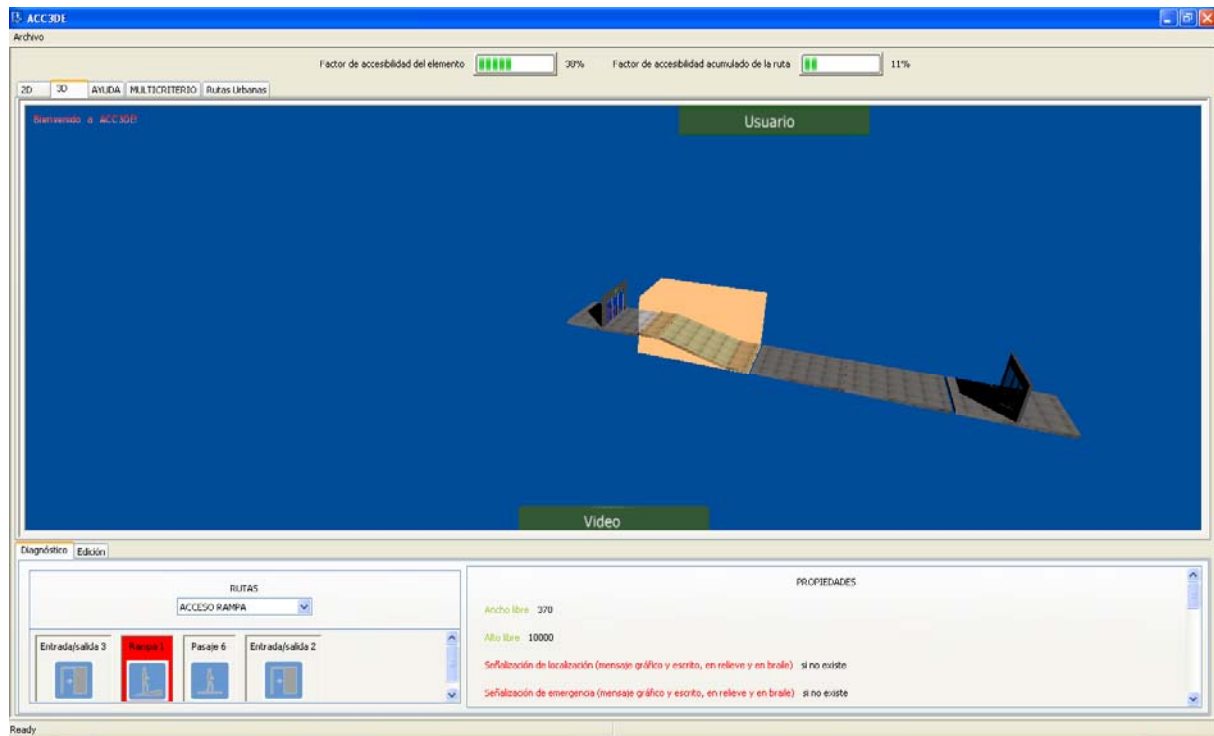 ACC3DE
Archivo
Factor de accesibilidad del elemento 38% Factor de accesibilidad acumulado de la ruta 11%
2D 3D AYUDA MULTICRITERIO Rutas Urbanas
Bienvenido a ACC3DE!
Usuario
Video
Diagnóstico Edición
RUTAS
ACCESO RAMPA
Entrada/salida 3 Rampa 1 Pasaje 6 Entrada/salida 2
PROPIEDADES
Ancho libre 370
Alto libre 10000
Señalización de localización (mensaje gráfico y escrito, en relieve y en braile) si no existe
Señalización de emergencia (mensaje gráfico y escrito, en relieve y en braile) si no existe
Ready